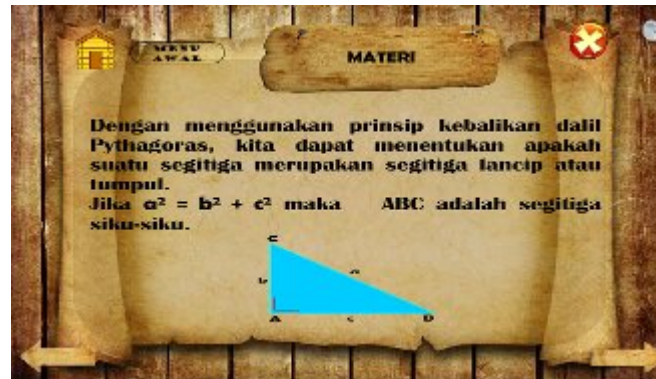 MENU
AWAL
MATERI
Dengan menggunakan prinsip kebalikan dalil
Pythagoras, kita dapat menentukan apakah
suatu segitiga merupakan segitiga lancip atau
tumpul.
Jika a² = b² + c² maka ABC adalah segitiga
siku-siku.
C
b a
A c